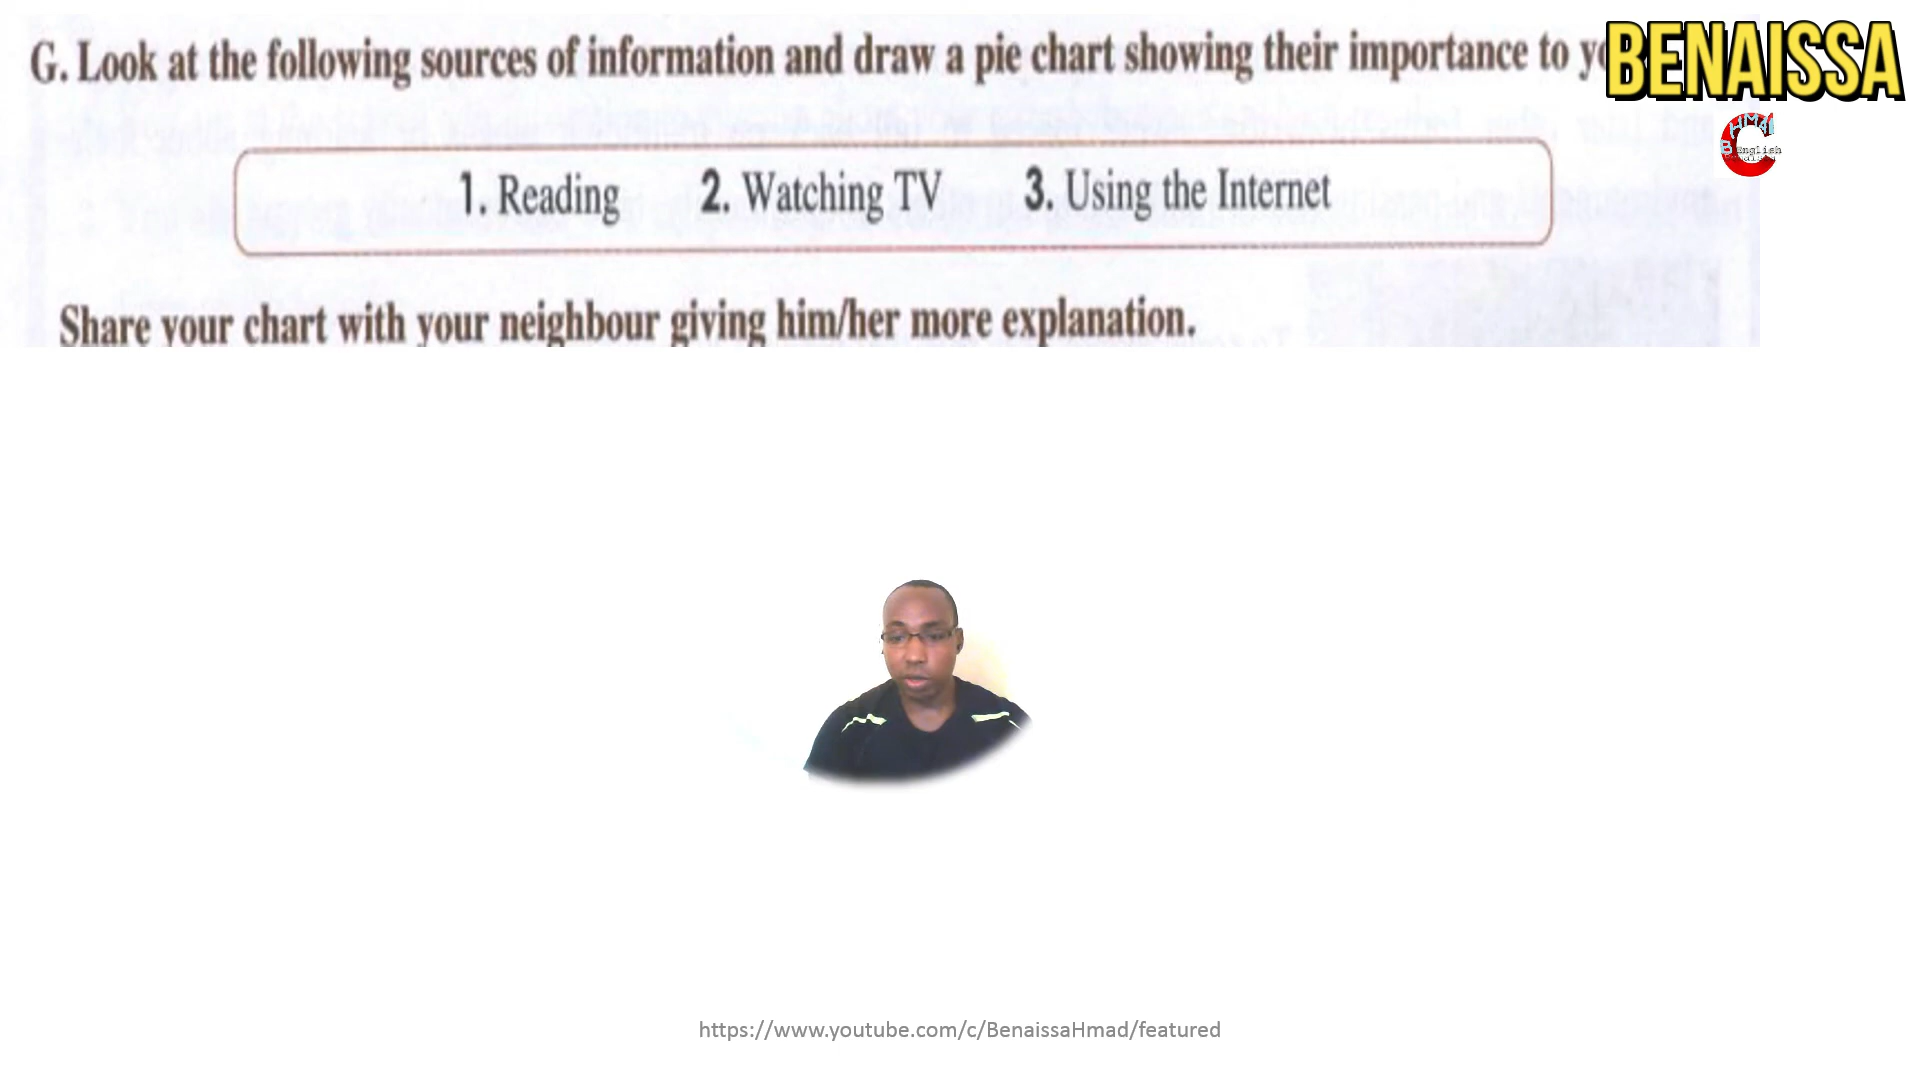 G. Look at the following sources of information and draw a pie chart showing their importance to
BENAISSA
HMAD
English
1. Reading 2. Watching TV 3. Using the Internet
Share your chart with your neighbour giving him/her more explanation.
https://www.youtube.com/c/BenaissaHmad/featured